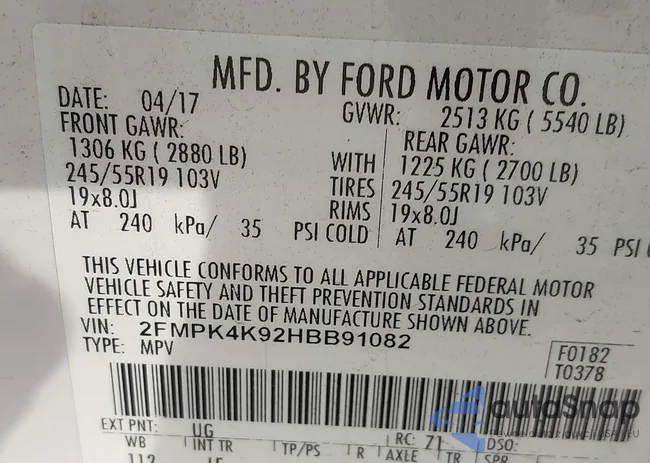 MFD. BY FORD MOTOR CO.
DATE: 04/17 GVWR: 2513 KG ( 5540 LB)
FRONT GAWR: REAR GAWR:
1306 KG ( 2880 LB) WITH 1225 KG ( 2700 LB)
245/55R19 103V TIRES 245/55R19 103V
19x8.0J RIMS 19x8.0J
AT 240 kPa/ 35 PSI COLD AT 240 kPa/ 35 PSI
THIS VEHICLE CONFORMS TO ALL APPLICABLE FEDERAL MOTOR
VEHICLE SAFETY AND THEFT PREVENTION STANDARDS IN
EFFECT ON THE DATE OF MANUFACTURE SHOWN ABOVE.
VIN: 2FMPK4K92HBB91082
TYPE: MPV
F0182
T0378
autoSnap
EXT PNT: UG RC: 71 DSO:
WB INT TR TP/PS R AXLE TR SPR
112